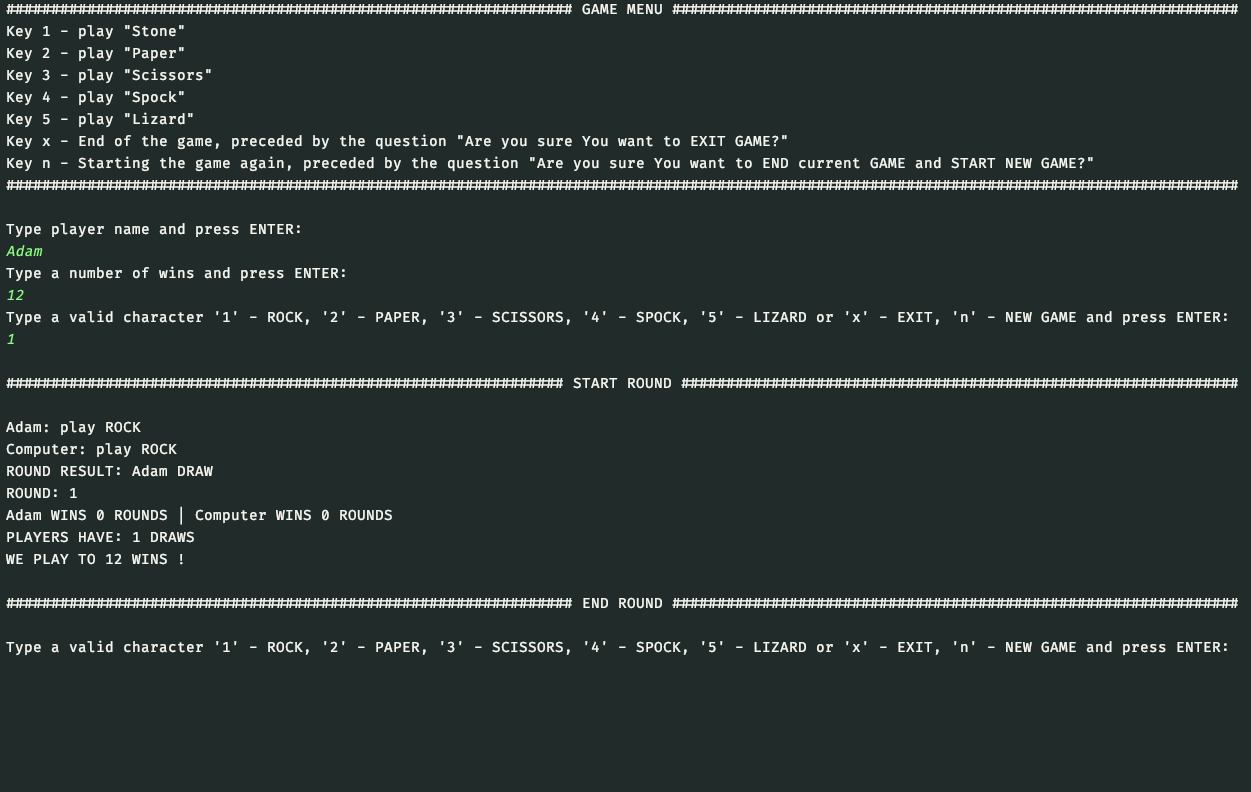 ############################################################### GAME MENU ###############################################################
Key 1 - play "Stone"
Key 2 - play "Paper"
Key 3 - play "Scissors"
Key 4 - play "Spock"
Key 5 - play "Lizard"
Key x - End of the game, preceded by the question "Are you sure You want to EXIT GAME?"
Key n - Starting the game again, preceded by the question "Are you sure You want to END current GAME and START NEW GAME?"
#########################################################################################################################################
Type player name and press ENTER:
Adam
Type a number of wins and press ENTER:
12
Type a valid character '1' - ROCK, '2' - PAPER, '3' - SCISSORS, '4' - SPOCK, '5' - LIZARD or 'x' - EXIT, 'n' - NEW GAME and press ENTER:
1
############################################################## START ROUND ##############################################################
Adam: play ROCK
Computer: play ROCK
ROUND RESULT: Adam DRAW
ROUND: 1
Adam WINS 0 ROUNDS | Computer WINS 0 ROUNDS
PLAYERS HAVE: 1 DRAWS
WE PLAY TO 12 WINS !
############################################################### END ROUND ###############################################################
Type a valid character '1' - ROCK, '2' - PAPER, '3' - SCISSORS, '4' - SPOCK, '5' - LIZARD or 'x' - EXIT, 'n' - NEW GAME and press ENTER: